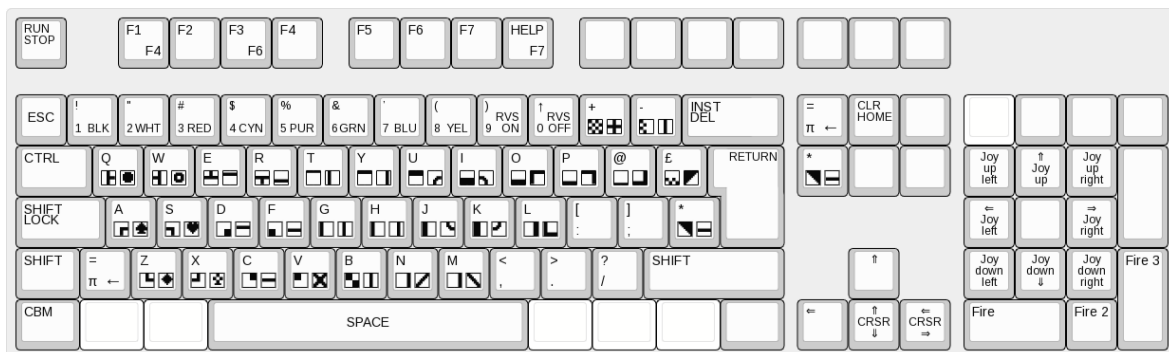 RUN STOP F1 F4 F2 F3 F6 F4 F5 F6 F7 HELP F7
ESC ! 1 BLK " 2 WHT # 3 RED $ 4 CYN % 5 PUR & 6 GRN ' 7 BLU ( 8 YEL ) 9 RVS ON ↑ 0 RVS OFF + - INST DEL = π ← CLR HOME
CTRL Q W E R T Y U I O P @ £ RETURN * Joy up left ⇑ Joy up Joy up right
SHIFT LOCK A S D F G H J K L [ : ] ; * ⇐ Joy left ⇒ Joy right
SHIFT = π ← Z X C V B N M < , > . ? / SHIFT ⇑ Joy down left Joy down ⇓ Joy down right Fire 3
CBM SPACE ⇐ ⇑ CRSR ⇓ ⇐ CRSR ⇒ Fire Fire 2